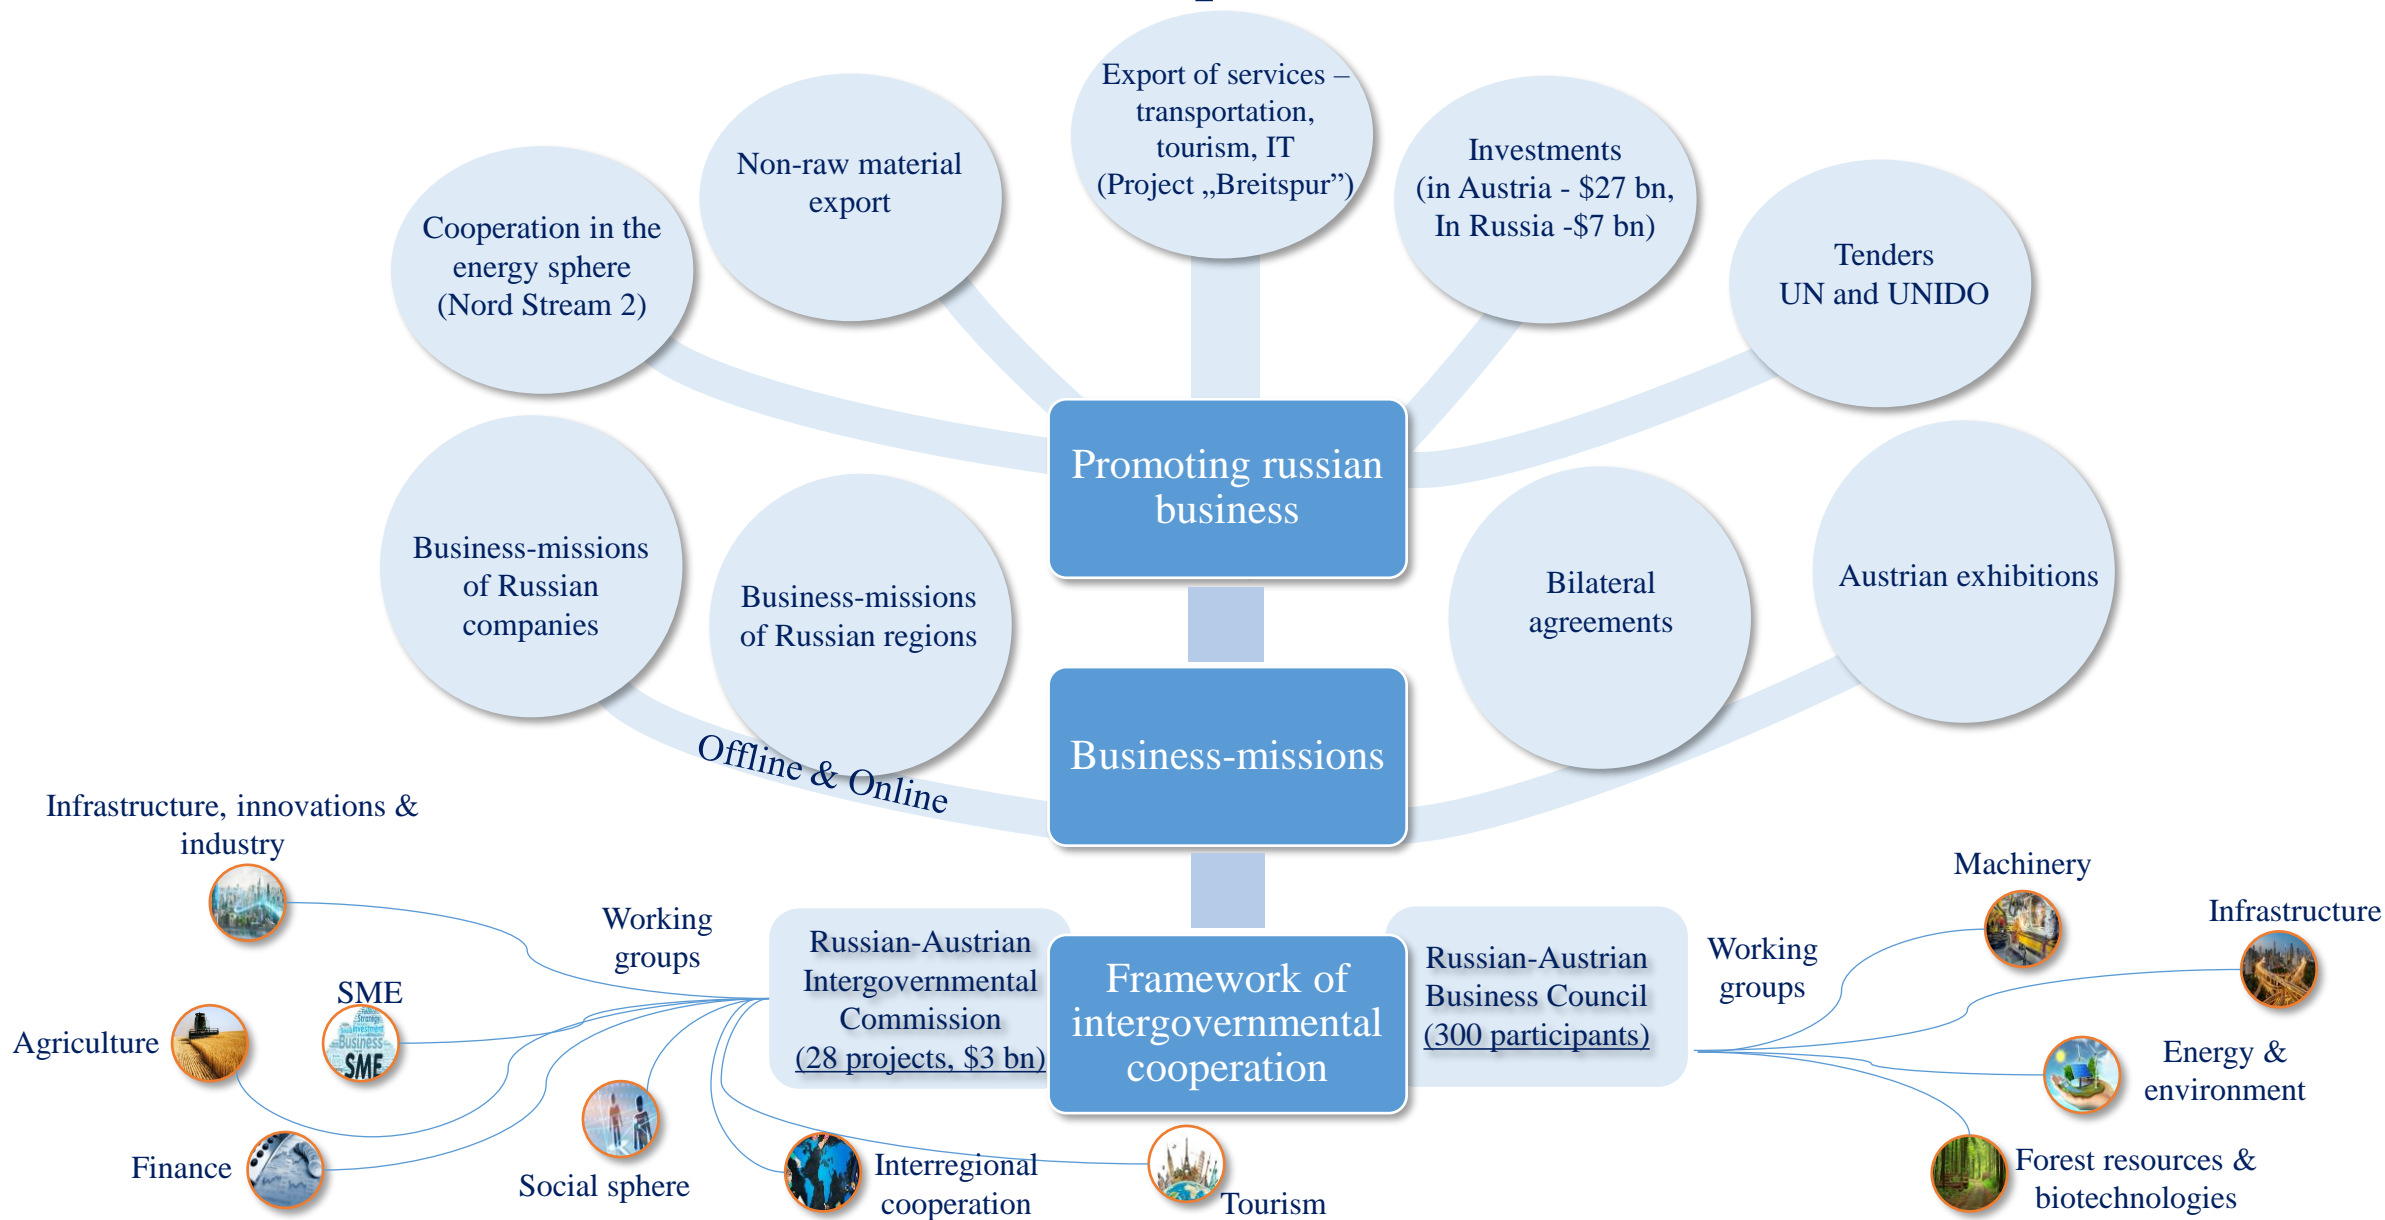 Export of services –
transportation,
tourism, IT
(Project „Breitspur”)
Non-raw material
export
Investments
(in Austria - $27 bn,
In Russia -$7 bn)
Cooperation in the
energy sphere
(Nord Stream 2)
Tenders
UN and UNIDO
Promoting russian
business
Business-missions
of Russian
companies
Business-missions
of Russian regions
Bilateral
agreements
Austrian exhibitions
Offline & Online
Business-missions
Infrastructure, innovations &
industry
Working
groups
SME
Agriculture
Finance
Social sphere
Interregional
cooperation
Tourism
Russian-Austrian
Intergovernmental
Commission
(28 projects, $3 bn)
Framework of
intergovernmental
cooperation
Russian-Austrian
Business Council
(300 participants)
Working
groups
Machinery
Infrastructure
Energy &
environment
Forest resources &
biotechnologies
Strategy
Investment
Business
SME